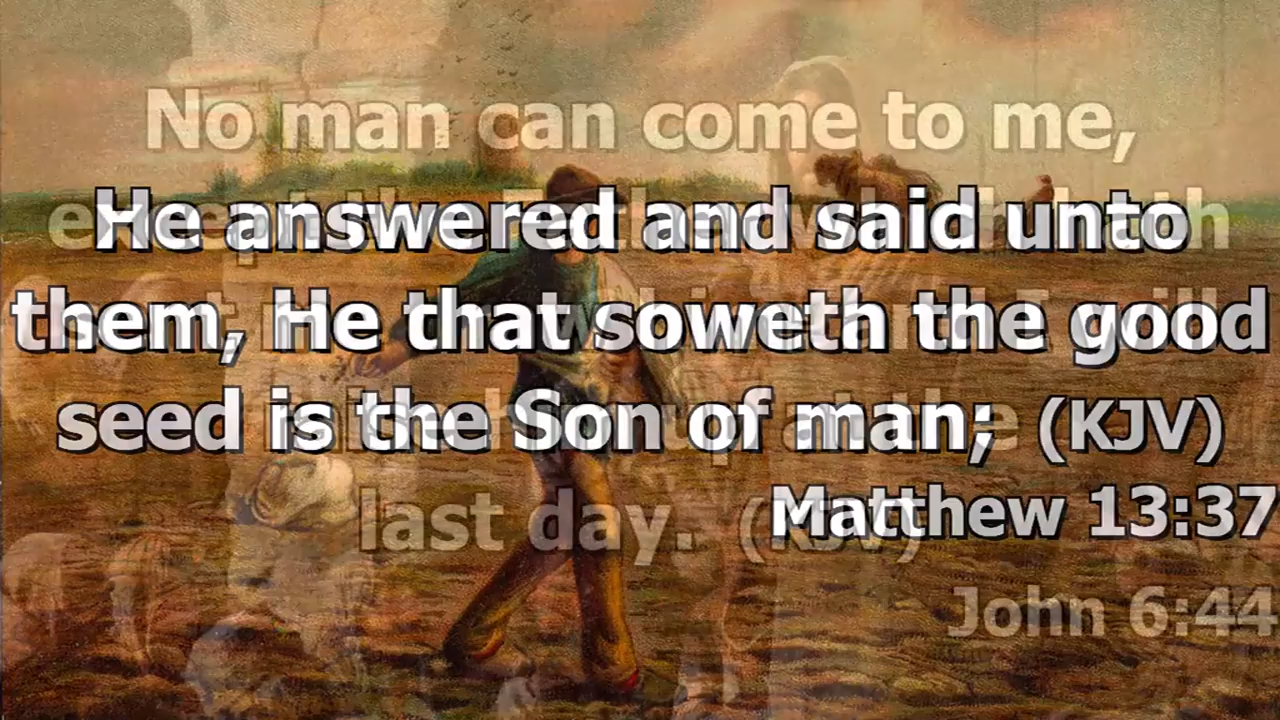 No man can come to me,
He answered and said unto
them, He that soweth the good
seed is the Son of man; (KJV)
Matthew 13:37
last day. (KJV)
John 6:44